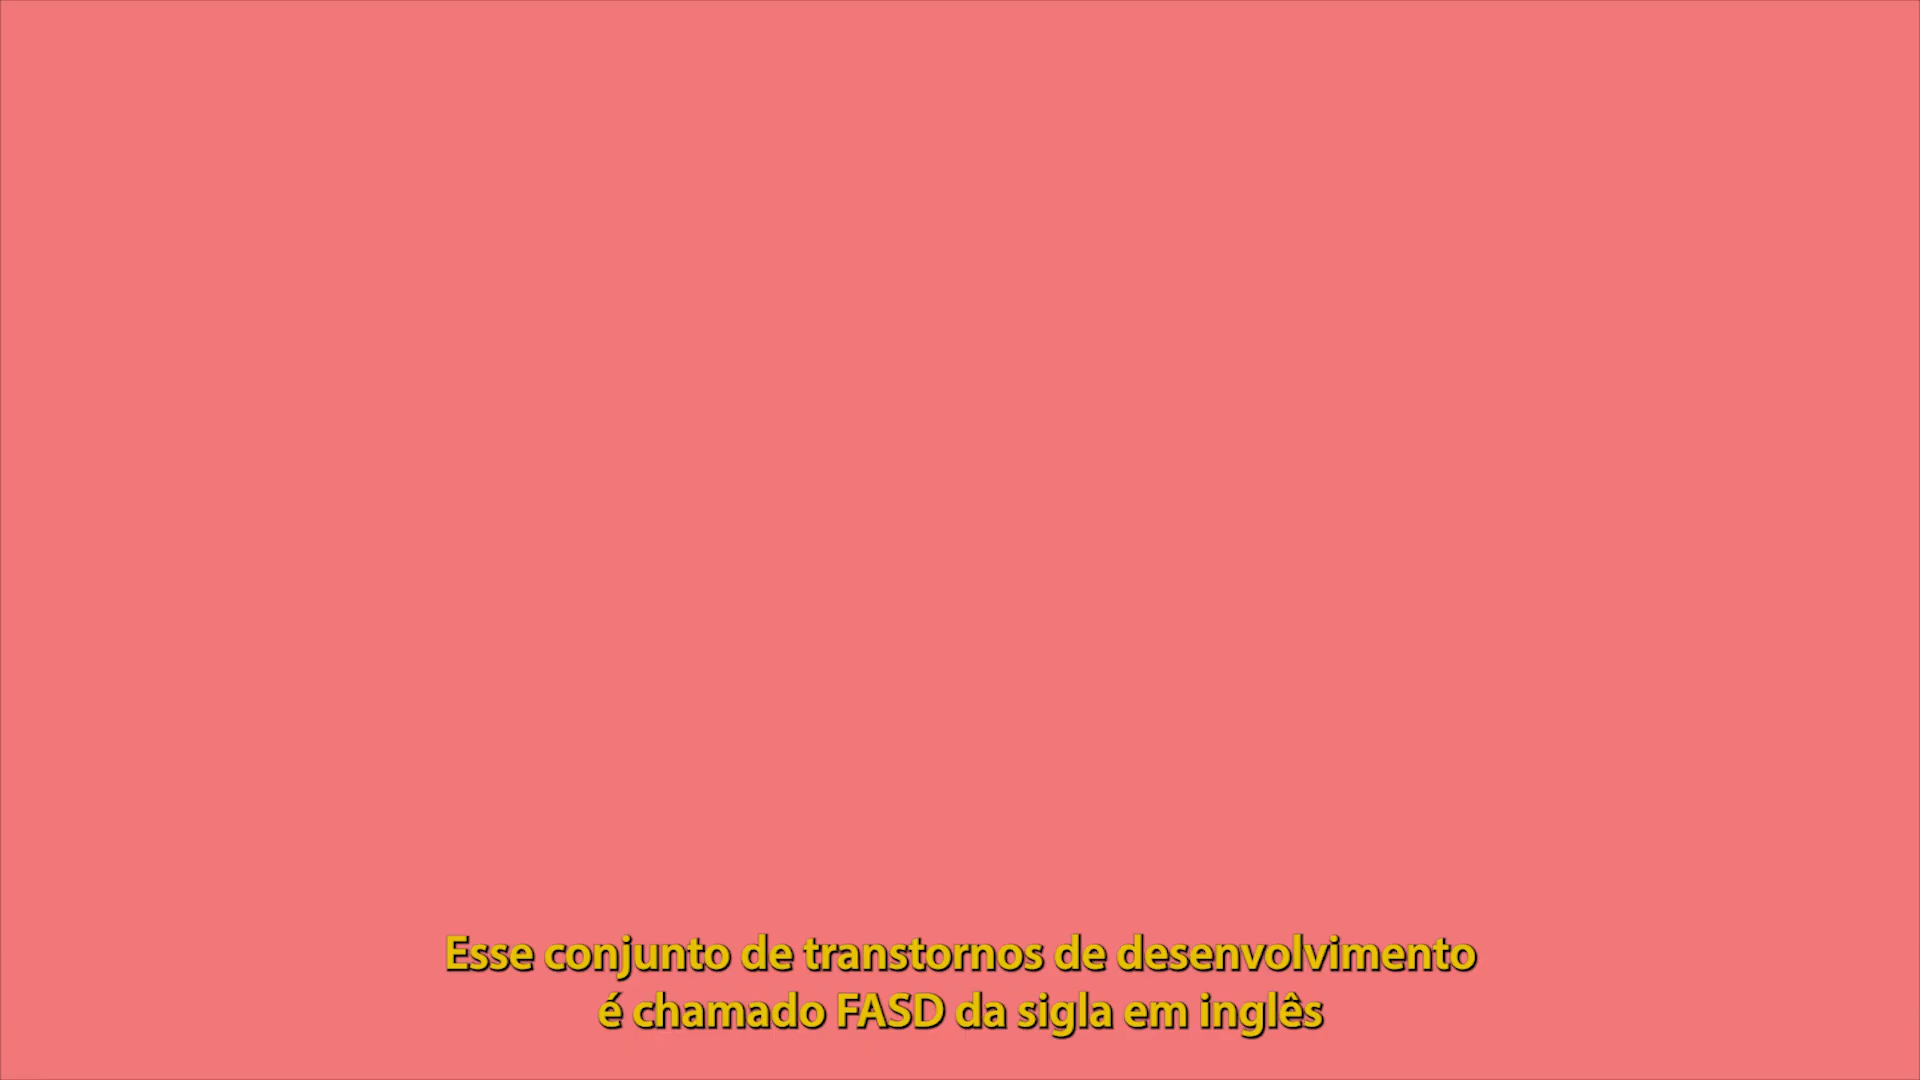 Esse conjunto de transtornos de desenvolvimento
é chamado FASD da sigla em inglês